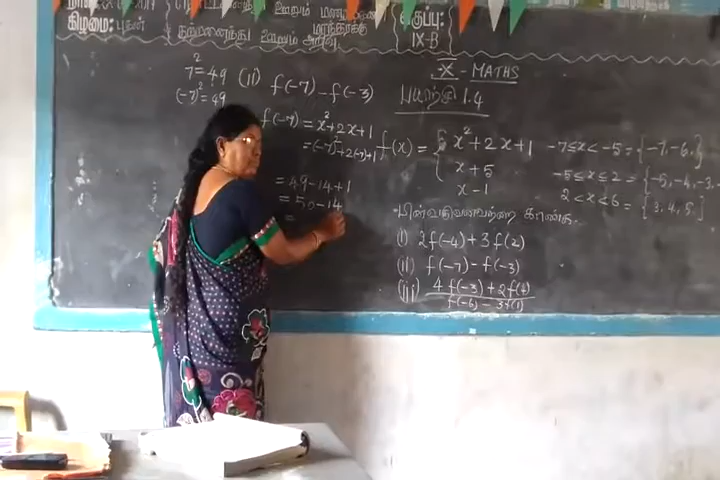 கிழமை: புதன்
குறுப்:
IX-B
X - MATHS
பயிற்சி 1.4
7² = 49
(-7)² = 49
(ii) f(-7) - f(-3)
f(-7) = x²+2x+1
= (-7)²+2(-7)+1
= 49-14+1
= 50-14
=
f(x) = { x²+2x+1 -7≤x<-5 = {-7,-6,}
x+5 -5≤x≤2 = {-5,-4,-3,
x-1 2<x≤6 = {3,4,5,}
பின்வருவனவற்றை காண்க.
(i) 2f(-4)+3f(2)
(ii) f(-7) - f(-3)
(iii) 4f(-3)+2f(4)
f(-6) - 3f(1)